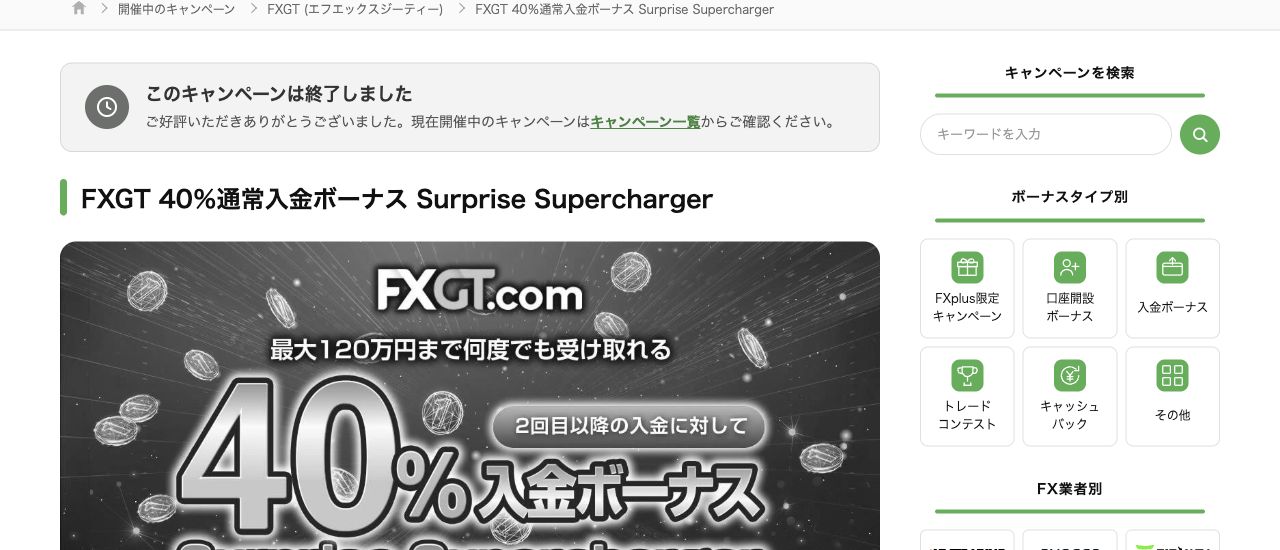 開催中のキャンペーン
FXGT (エフエックスジーティー)
FXGT 40%通常入金ボーナス Surprise Supercharger
このキャンペーンは終了しました
ご好評いただきありがとうございました。現在開催中のキャンペーンはキャンペーン一覧からご確認ください。
FXGT 40%通常入金ボーナス Surprise Supercharger
FXGT.com
最大120万円まで何度でも受け取れる
2回目以降の入金に対して
40%入金ボーナス
Surprise Supercharger
キャンペーンを検索
キーワードを入力
ボーナスタイプ別
FXplus限定
キャンペーン
口座開設
ボーナス
入金ボーナス
トレード
コンテスト
キャッシュ
バック
その他
FX業者別